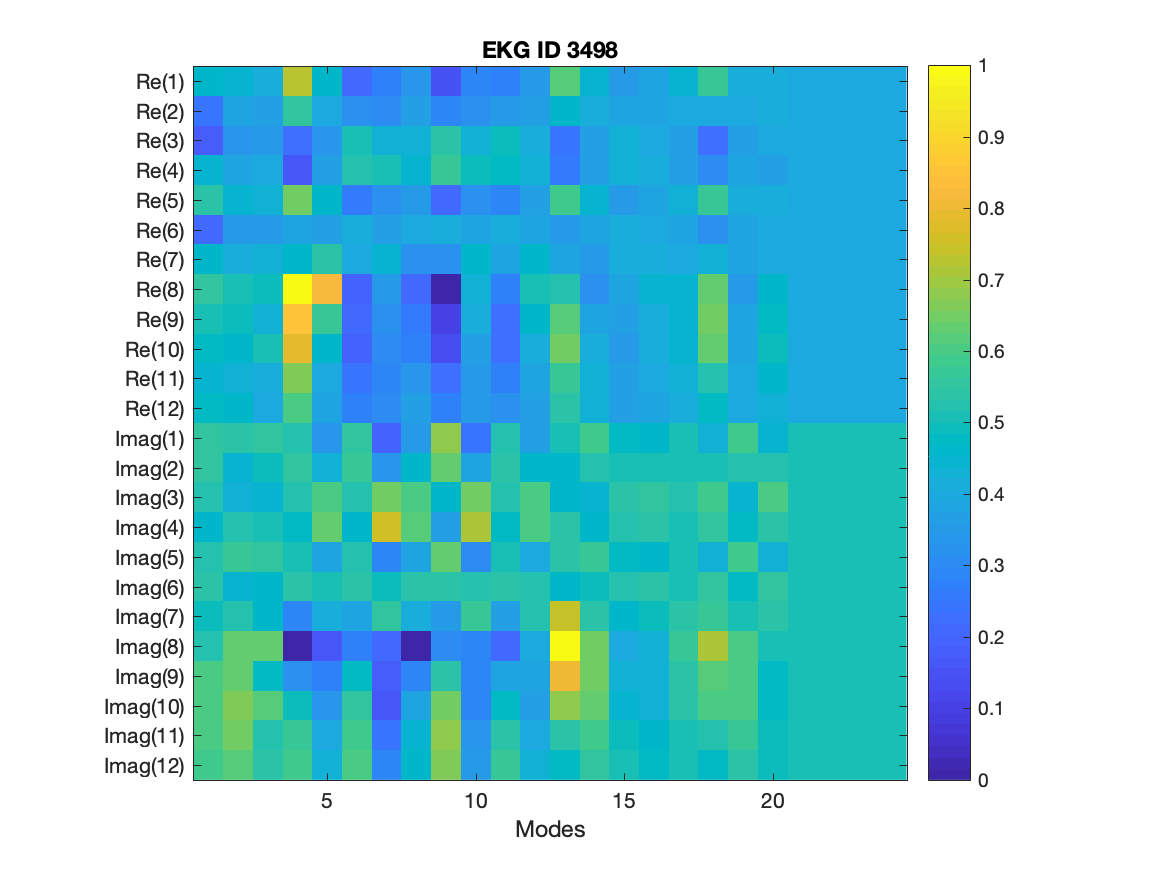 EKG ID 3498
Re(1)
Re(2)
Re(3)
Re(4)
Re(5)
Re(6)
Re(7)
Re(8)
Re(9)
Re(10)
Re(11)
Re(12)
Imag(1)
Imag(2)
Imag(3)
Imag(4)
Imag(5)
Imag(6)
Imag(7)
Imag(8)
Imag(9)
Imag(10)
Imag(11)
Imag(12)
5 10 15 20
Modes
1
0.9
0.8
0.7
0.6
0.5
0.4
0.3
0.2
0.1
0